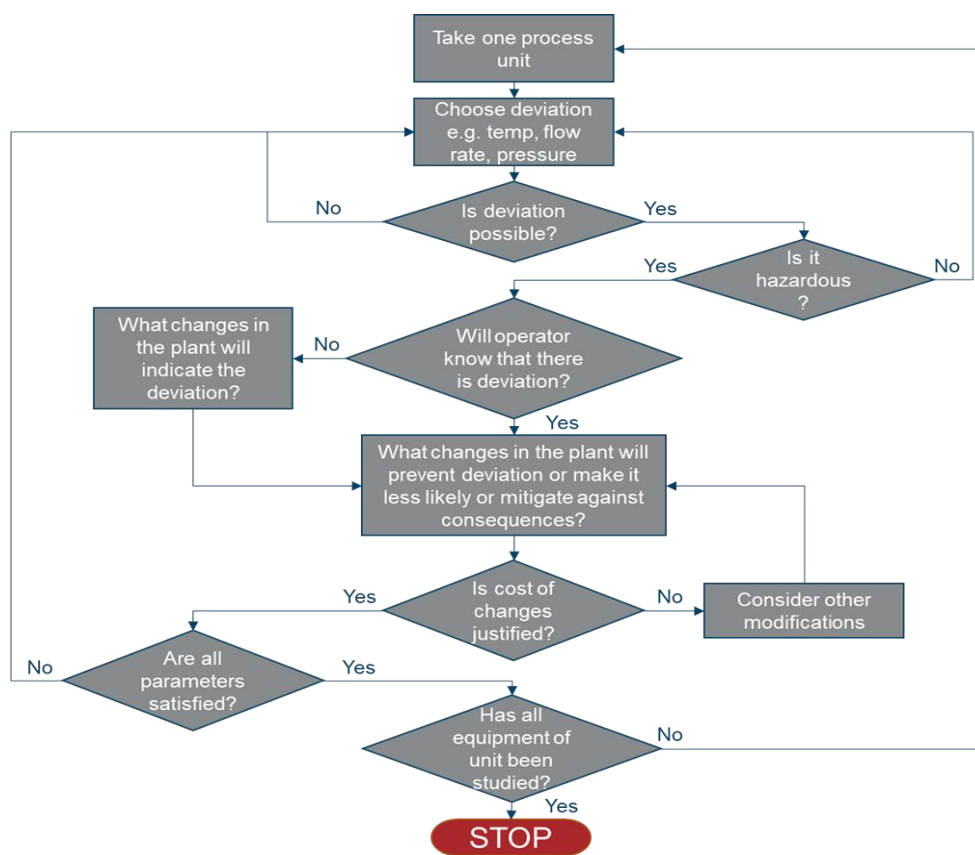 Take one process
unit
Choose deviation
e.g. temp, flow
rate, pressure
No
Is deviation
possible?
Yes
Yes
Is it
hazardous
?
No
What changes in
the plant will
indicate the
deviation?
No
Will operator
know that there
is deviation?
Yes
What changes in the plant will
prevent deviation or make it
less likely or mitigate against
consequences?
Yes
Is cost of
changes
justified?
No
Consider other
modifications
No
Are all
parameters
satisfied?
Yes
Has all
equipment of
unit been
studied?
No
Yes
STOP